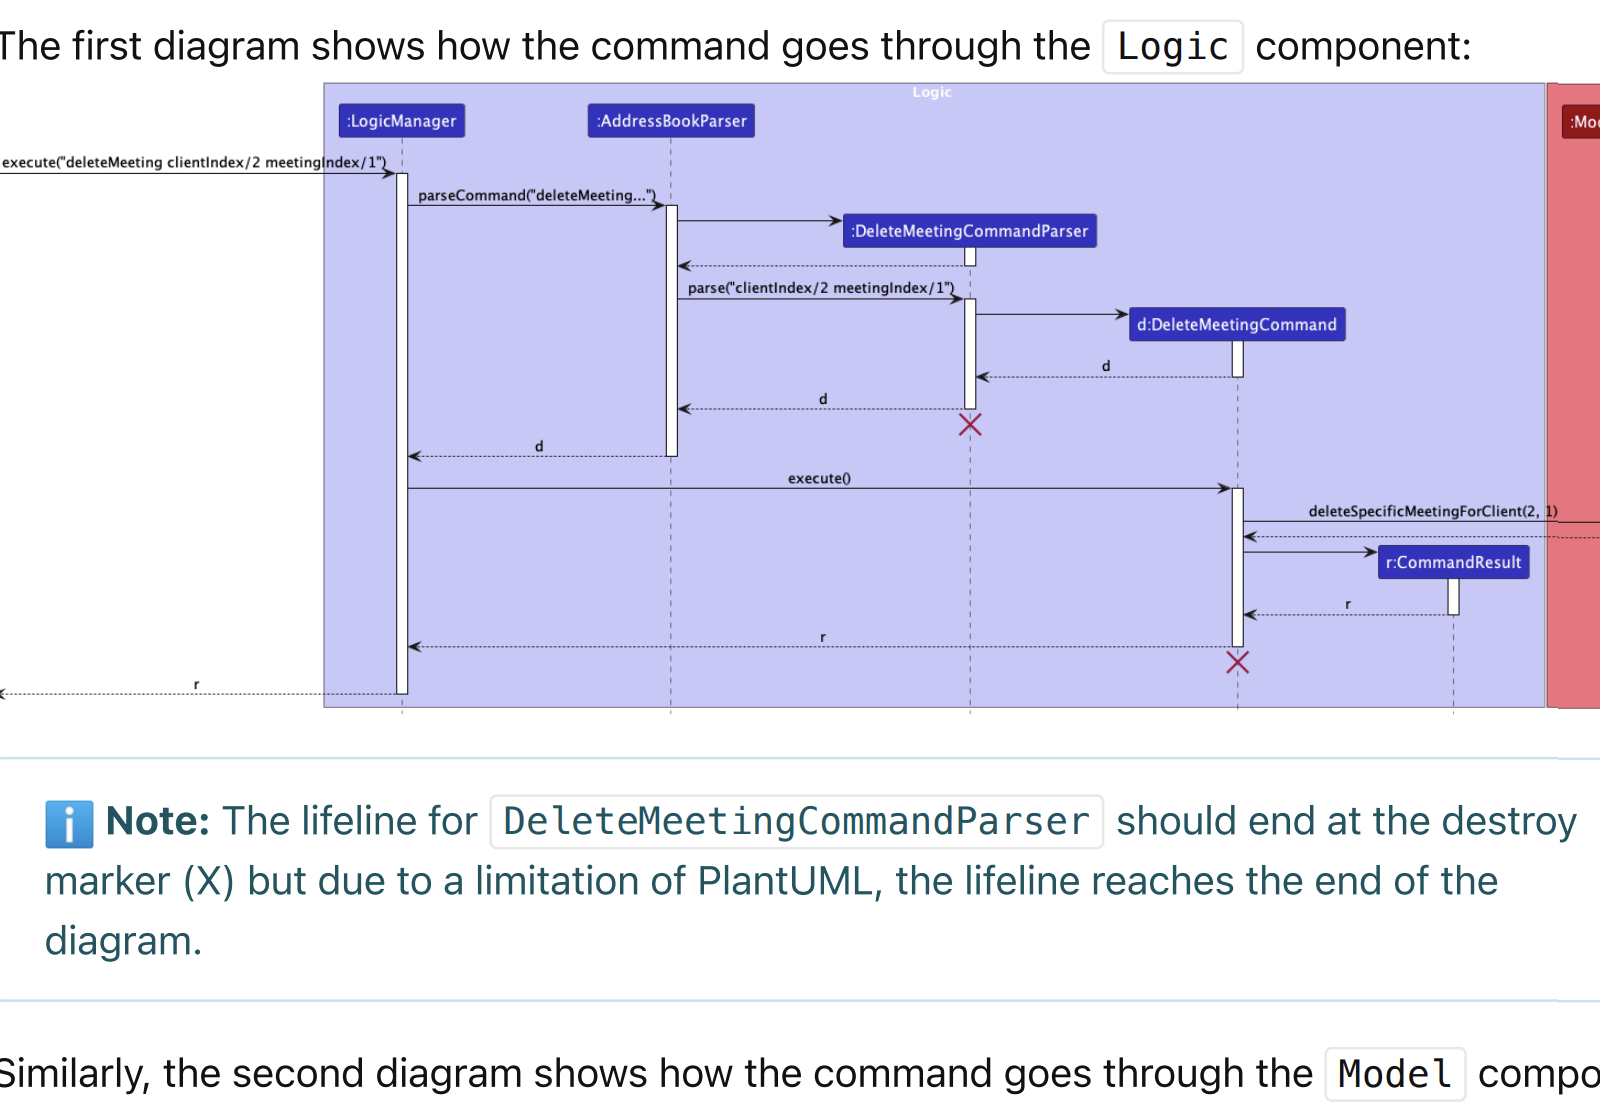 The first diagram shows how the command goes through the Logic component:
Logic
:LogicManager
:AddressBookParser
execute("deleteMeeting clientIndex/2 meetingIndex/1")
parseCommand("deleteMeeting...")
:DeleteMeetingCommandParser
parse("clientIndex/2 meetingIndex/1")
d:DeleteMeetingCommand
d
d
d
execute()
deleteSpecificMeetingForClient(2, 1)
r:CommandResult
r
r
r
Note: The lifeline for DeleteMeetingCommandParser should end at the destroy
marker (X) but due to a limitation of PlantUML, the lifeline reaches the end of the
diagram.
Similarly, the second diagram shows how the command goes through the Model